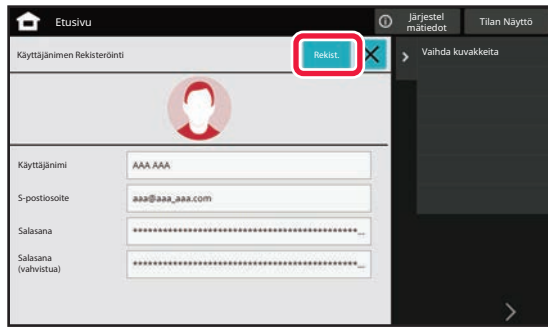 Etusivu
Järjestel
mätiedot
Tilan Näyttö
Käyttäjänimen Rekisteröinti
Rekist.
Vaihda kuvakkeita
Käyttäjänimi
AAA AAA
S-postiosoite
aaa@aaa_aaa.com
Salasana
**************************************************...
Salasana
(vahvistua)
**************************************************...